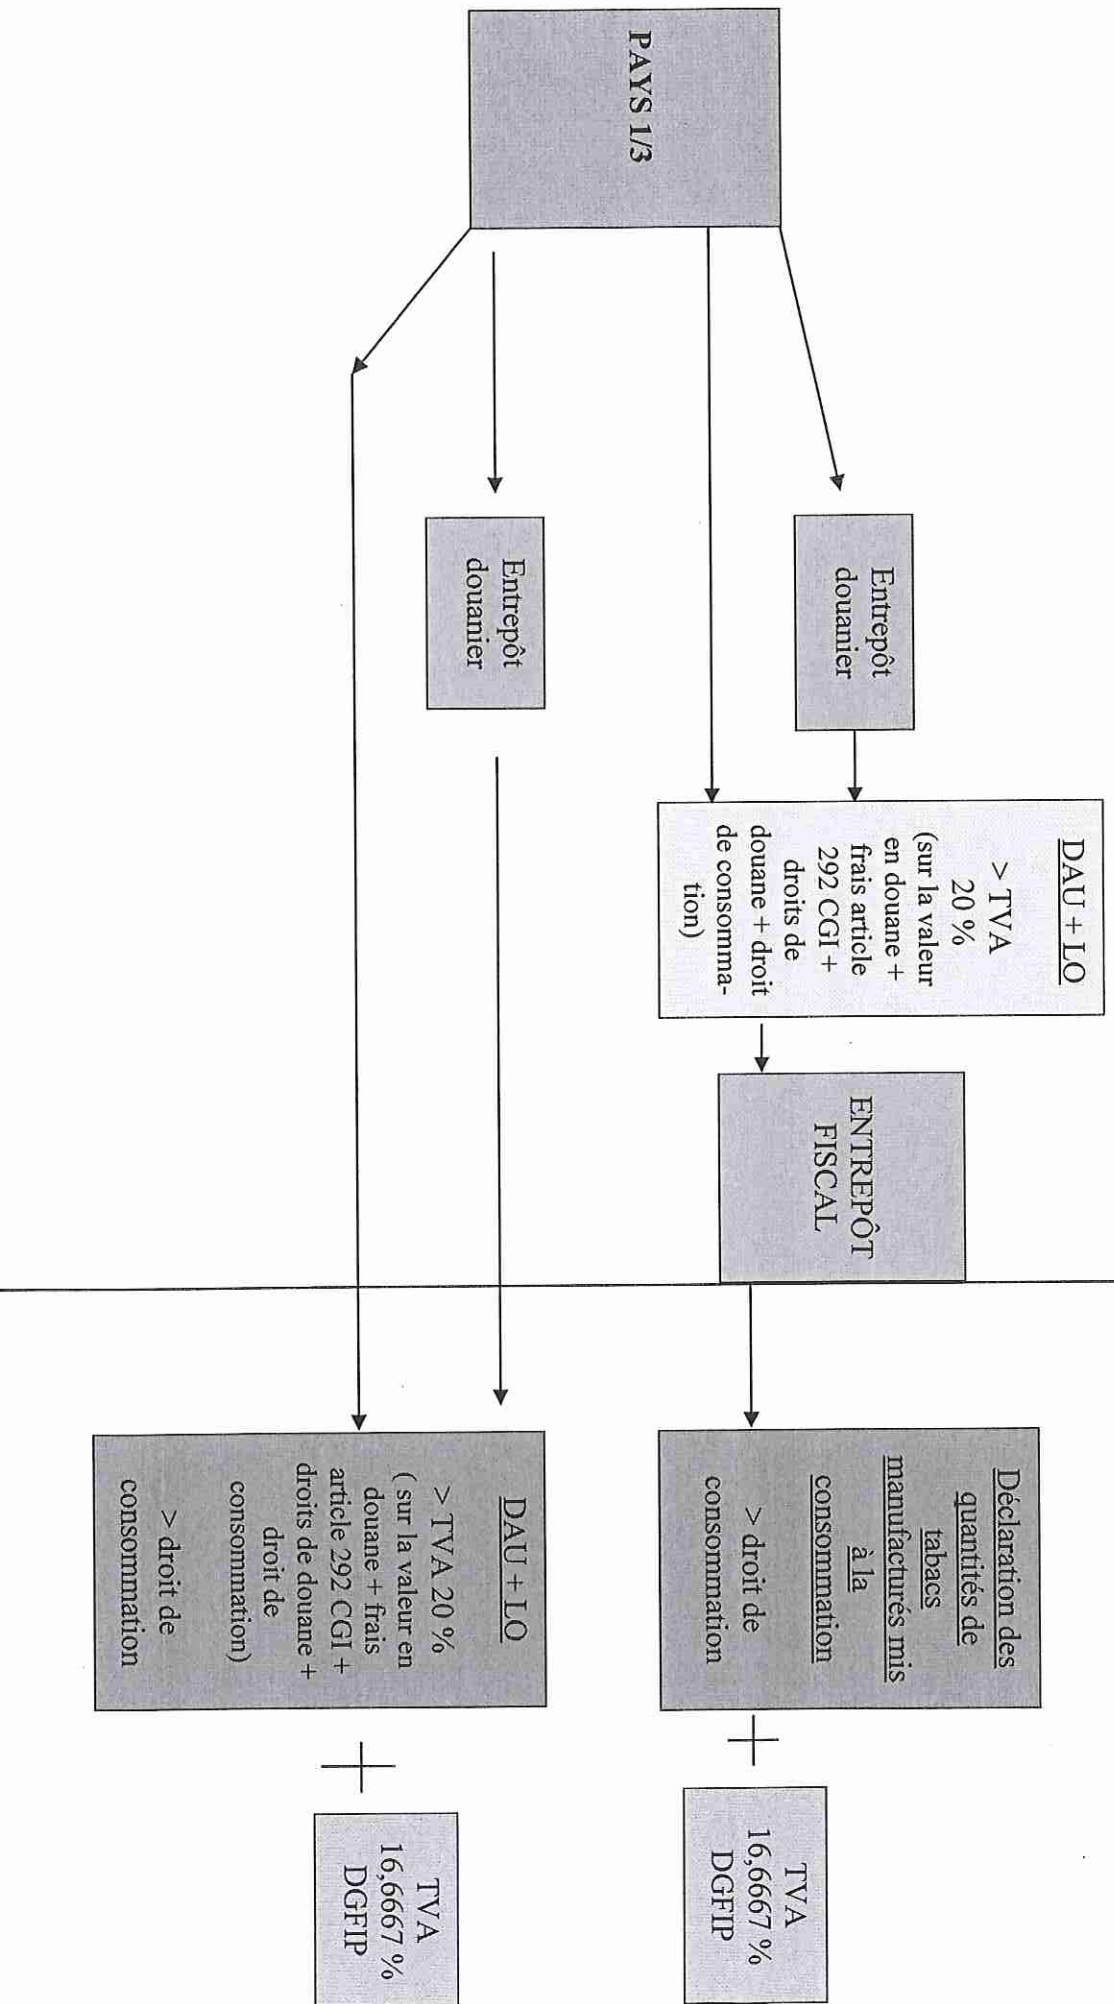 PAYS 1/3
Entrepôt
douanier
DAU + LO
> TVA
20 %
(sur la valeur
en douane +
frais article
292 CGI +
droits de
douane + droit
de consomma-
tion)
ENTREPÔT
FISCAL
Déclaration des
quantités de
tabacs
manufacturés mis
à la
consommation
> droit de
consommation
TVA
16,6667 %
DGFIP
Entrepôt
douanier
DAU + LO
> TVA 20 %
( sur la valeur en
douane + frais
article 292 CGI +
droits de douane +
droit de
consommation)
> droit de
consommation
TVA
16,6667 %
DGFIP